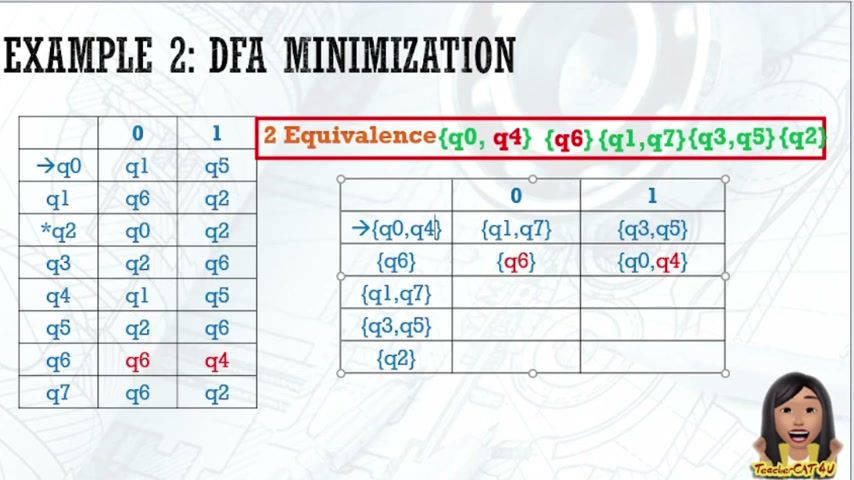 EXAMPLE 2: DFA MINIMIZATION
2 Equivalence {q0, q4} {q6} {q1,q7} {q3,q5} {q2}
0 1
→q0 q1 q5
q1 q6 q2
*q2 q0 q2
q3 q2 q6
q4 q1 q5
q5 q2 q6
q6 q6 q4
q7 q6 q2
0 1
→{q0,q4} {q1,q7} {q3,q5}
{q6} {q6} {q0,q4}
{q1,q7}
{q3,q5}
{q2}
TeacherCAT4U